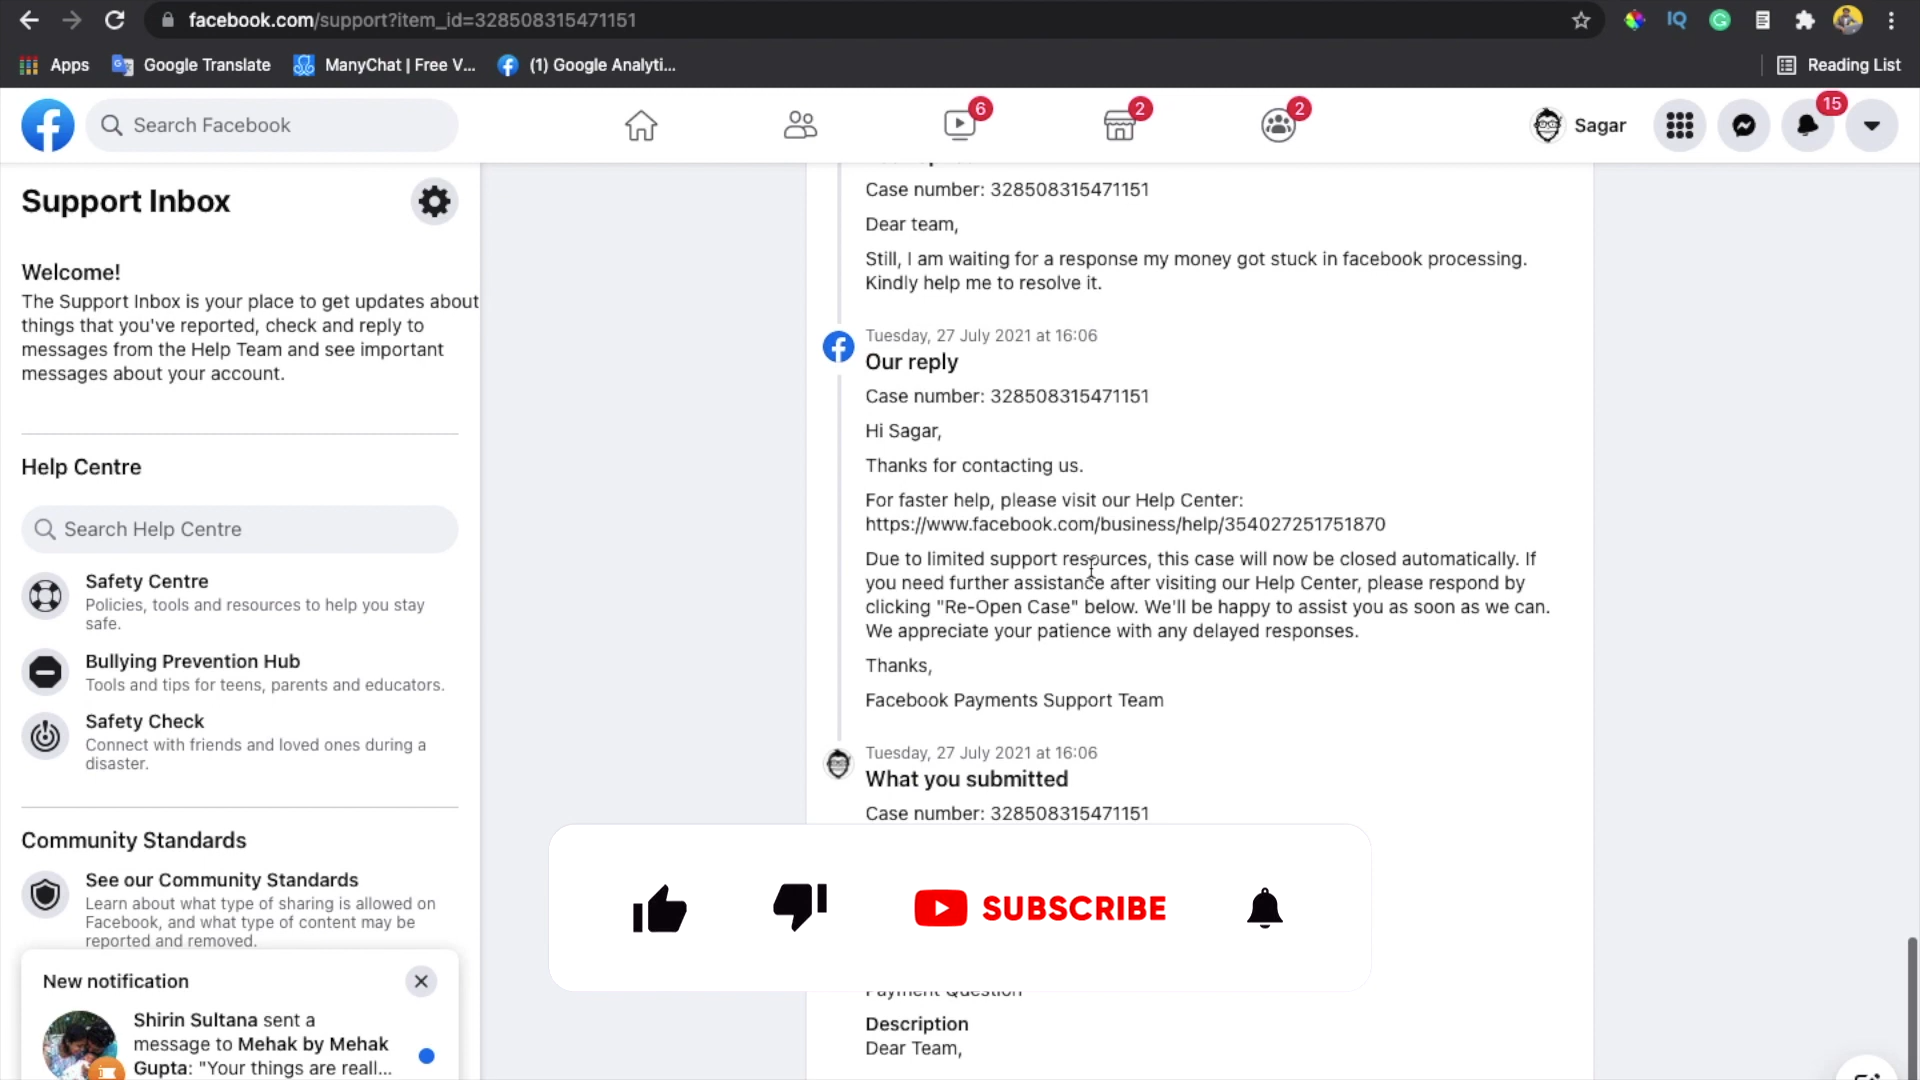 facebook.com/support?item_id=328508315471151
IQ
Apps
Google Translate
ManyChat | Free V...
(1) Google Analyti...
Reading List
Search Facebook
6
2
2
Sagar
15
Support Inbox
Welcome!
The Support Inbox is your place to get updates about
things that you've reported, check and reply to
messages from the Help Team and see important
messages about your account.
Help Centre
Search Help Centre
Safety Centre
Policies, tools and resources to help you stay
safe.
Bullying Prevention Hub
Tools and tips for teens, parents and educators.
Safety Check
Connect with friends and loved ones during a
disaster.
Community Standards
See our Community Standards
Learn about what type of sharing is allowed on
Facebook, and what type of content may be
reported and removed.
New notification
Shirin Sultana sent a
message to Mehak by Mehak
Gupta: "Your things are reall...
Case number: 328508315471151
Dear team,
Still, I am waiting for a response my money got stuck in facebook processing.
Kindly help me to resolve it.
Tuesday, 27 July 2021 at 16:06
Our reply
Case number: 328508315471151
Hi Sagar,
Thanks for contacting us.
For faster help, please visit our Help Center:
https://www.facebook.com/business/help/354027251751870
Due to limited support resources, this case will now be closed automatically. If
you need further assistance after visiting our Help Center, please respond by
clicking "Re-Open Case" below. We'll be happy to assist you as soon as we can.
We appreciate your patience with any delayed responses.
Thanks,
Facebook Payments Support Team
Tuesday, 27 July 2021 at 16:06
What you submitted
Case number: 328508315471151
SUBSCRIBE
Payment Question
Description
Dear Team,